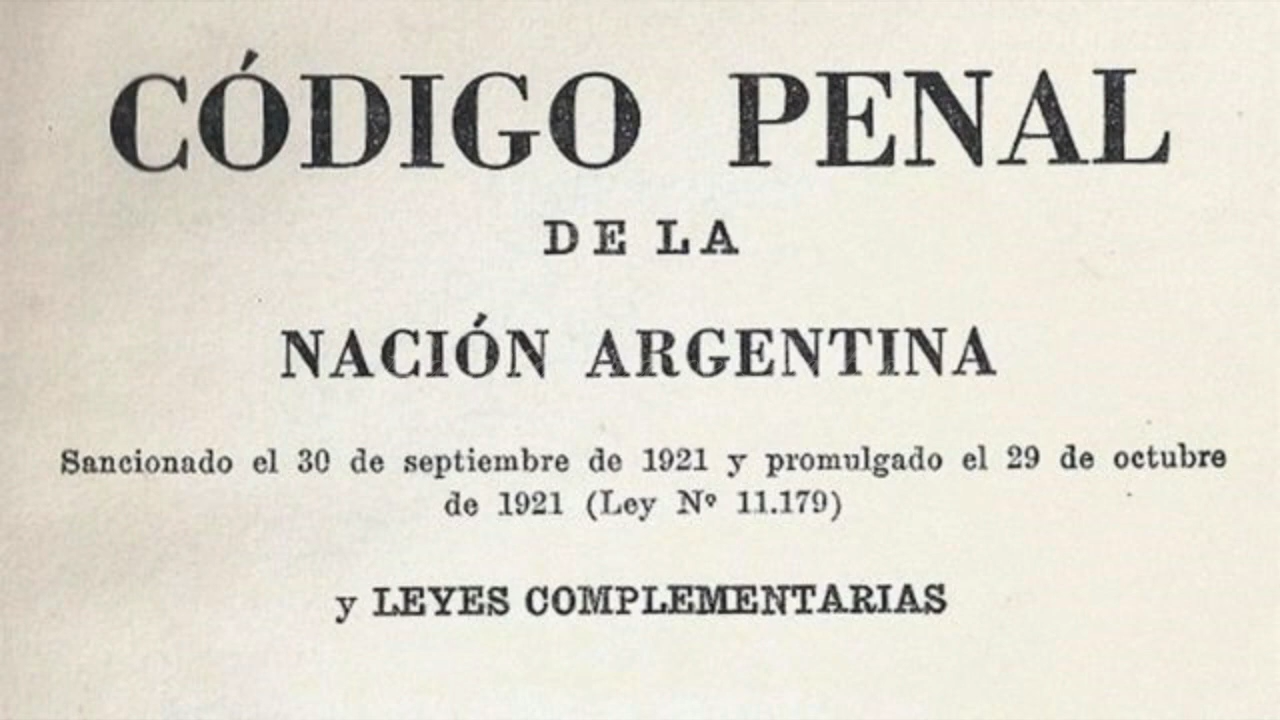 CÓDIGO PENAL
DE LA
NACIÓN ARGENTINA
Sancionado el 30 de septiembre de 1921 y promulgado el 29 de octubre
de 1921 (Ley Nº 11.179)
y LEYES COMPLEMENTARIAS